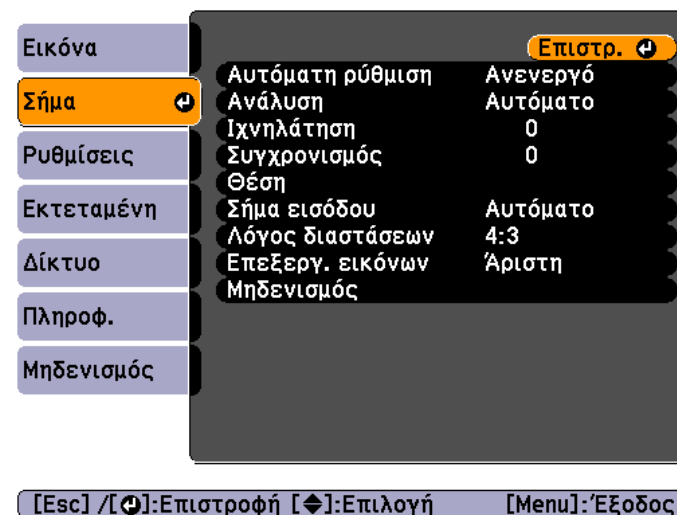 Εικόνα
Σήμα
Ρυθμίσεις
Εκτεταμένη
Δίκτυο
Πληροφ.
Μηδενισμός
Επιστρ.
Αυτόματη ρύθμιση Ανενεργό
Ανάλυση Αυτόματο
Ιχνηλάτηση 0
Συγχρονισμός 0
Θέση
Σήμα εισόδου Αυτόματο
Λόγος διαστάσεων 4:3
Επεξεργ. εικόνων Άριστη
Μηδενισμός
[Esc] /[⏎]:Επιστροφή [◆]:Επιλογή [Menu]:Έξοδος